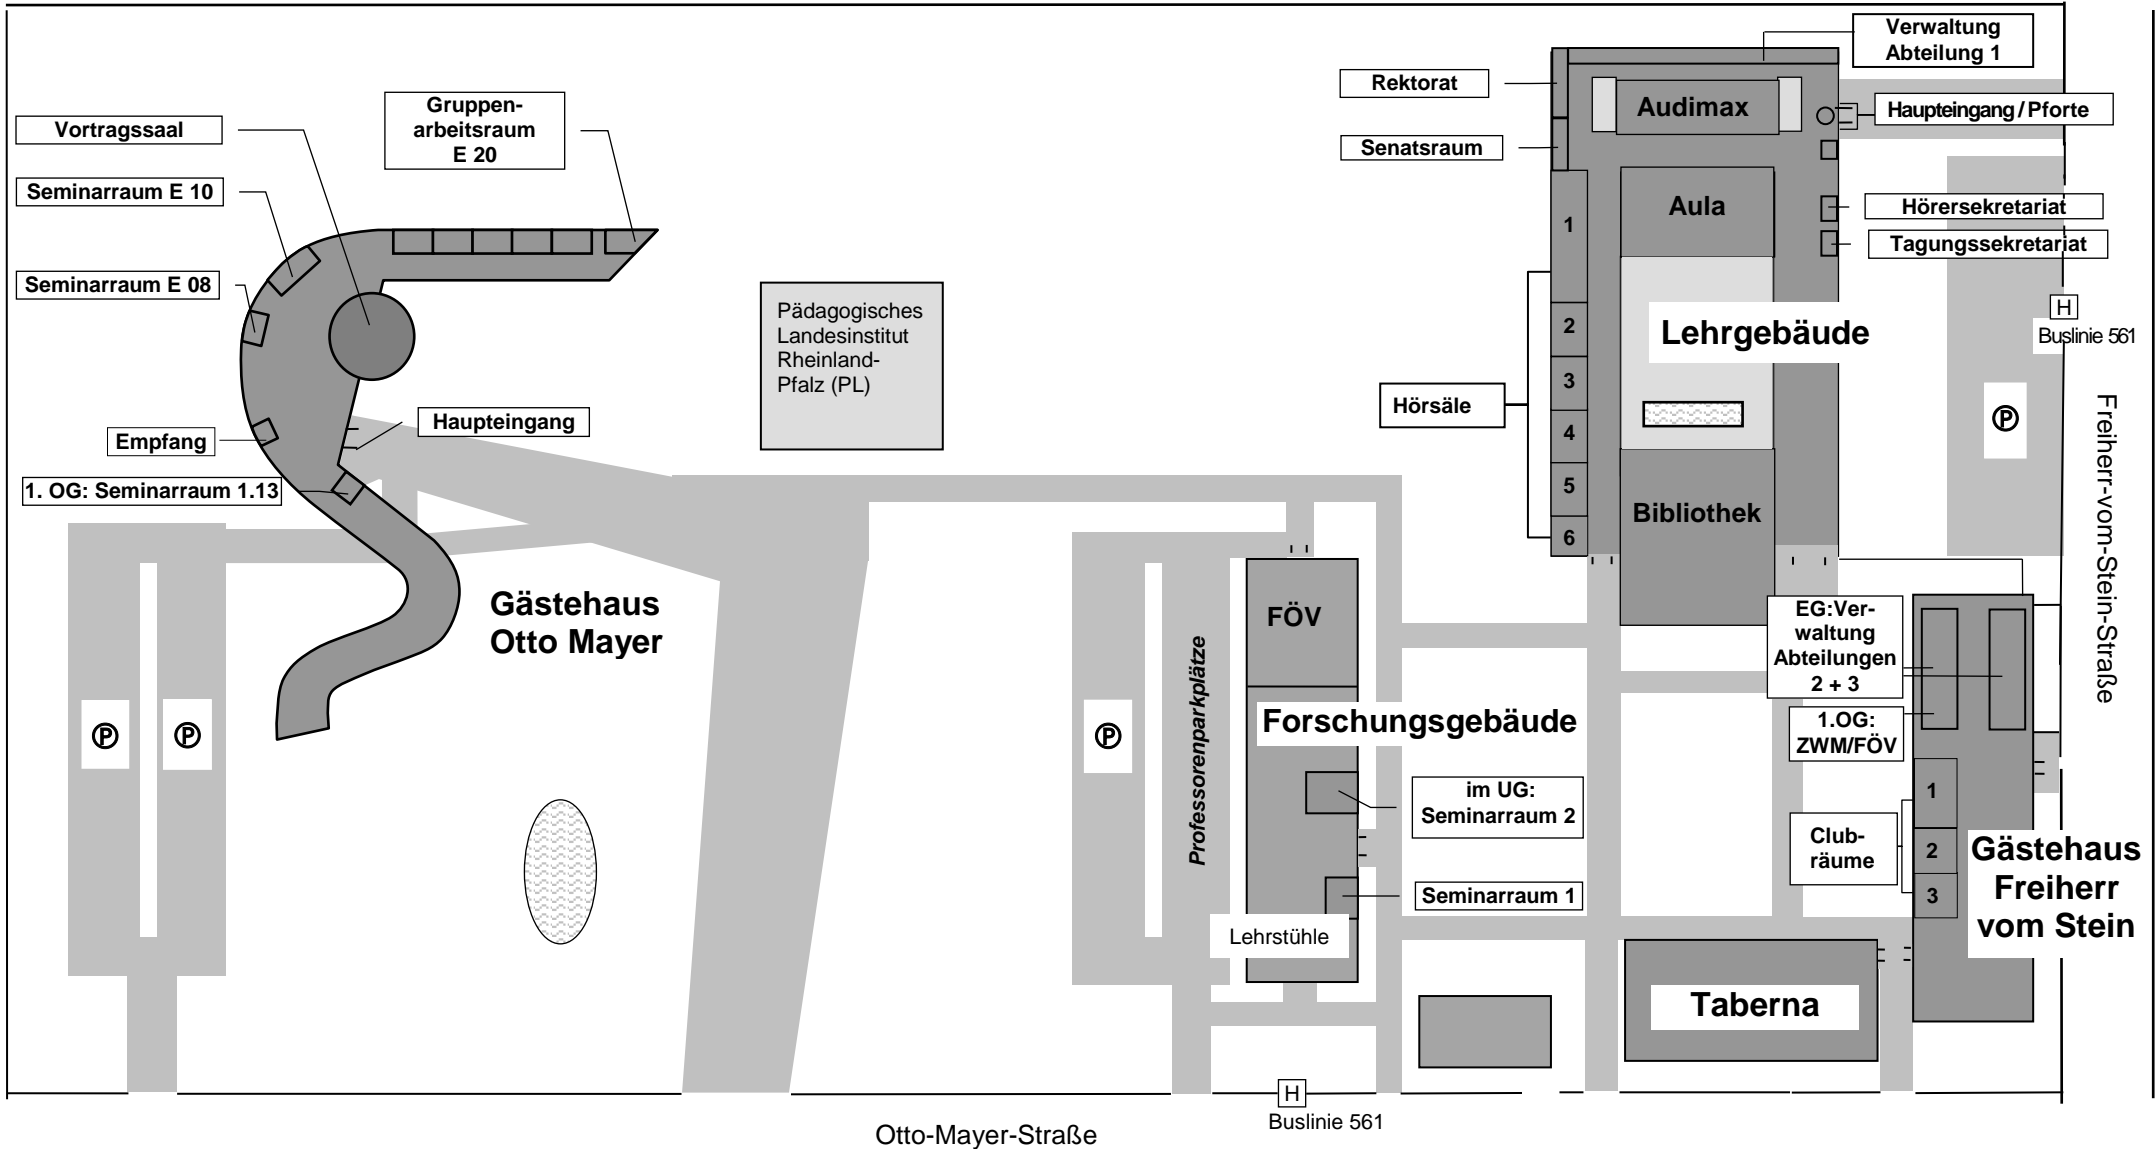 Verwaltung
Abteilung 1
Rektorat
Audimax
Haupteingang / Pforte
Gruppen-
arbeitsraum
E 20
Vortragssaal
Senatsraum
Seminarraum E 10
Aula
Hörersekretariat
1
Tagungssekretariat
Seminarraum E 08
Pädagogisches
Landesinstitut
Rheinland-
Pfalz (PL)
H
Buslinie 561
2
Lehrgebäude
3
Hörsäle
4
P
Freiherr-vom-Stein-Straße
Haupteingang
Empfang
1. OG: Seminarraum 1.13
5
Bibliothek
6
Gästehaus
Otto Mayer
FÖV
EG:Ver-
waltung
Abteilungen
2 + 3
Professorenparkplätze
Forschungsgebäude
1.OG:
ZWM/FÖV
P
P
P
im UG:
Seminarraum 2
1
Club-
räume
2
3
Gästehaus
Freiherr
vom Stein
Seminarraum 1
Lehrstühle
Taberna
H
Buslinie 561
Otto-Mayer-Straße